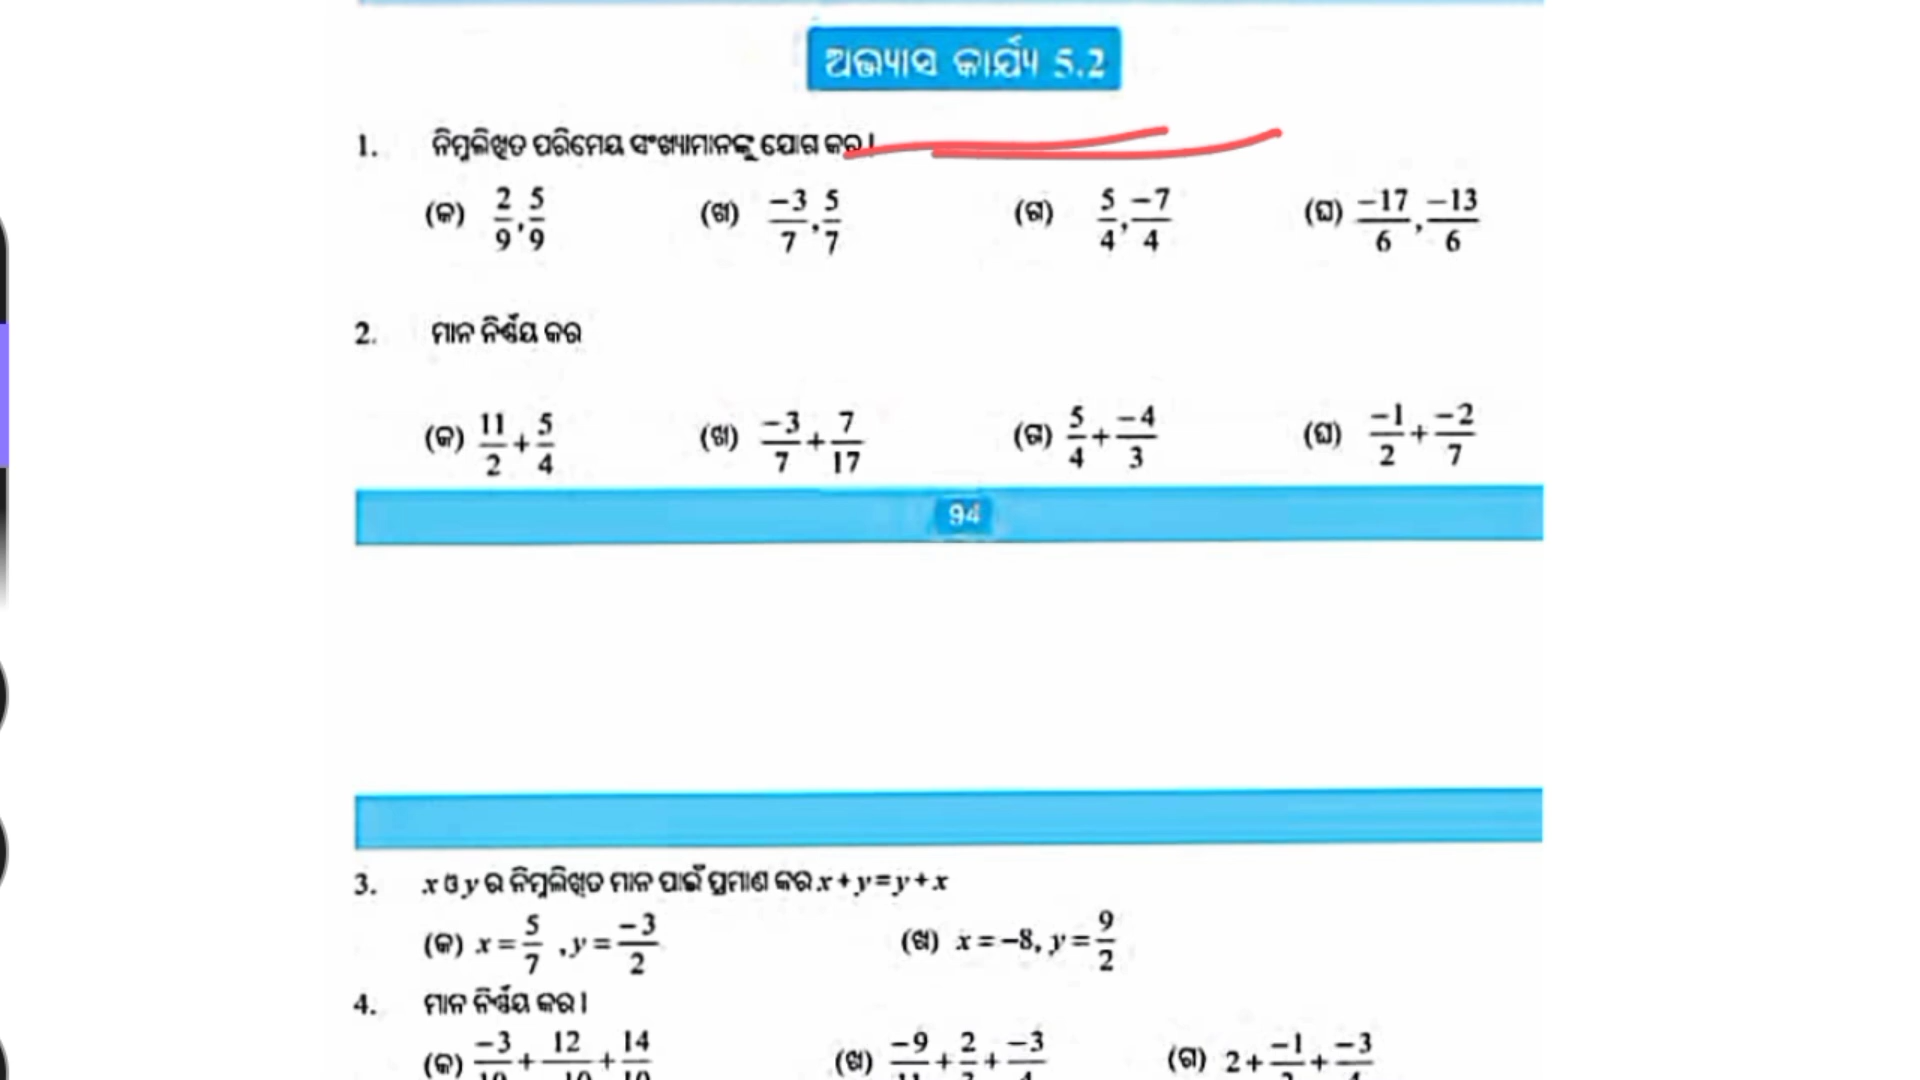 ଅଭ୍ୟାସ କାର୍ଯ୍ୟ 5.2
1. ନିମ୍ନଲିଖିତ ପରିମେୟ ସଂଖ୍ୟାମାନଙ୍କୁ ଯୋଗ କର।
(କ) 2/9, 5/9 (ଖ) -3/7, 5/7 (ଗ) 5/4, -7/4 (ଘ) -17/6, -13/6
2. ମାନ ନିର୍ଣ୍ଣୟ କର
(କ) 11/2 + 5/4 (ଖ) -3/7 + 7/17 (ଗ) 5/4 + -4/3 (ଘ) -1/2 + -2/7
94
3. x ଓ y ର ନିମ୍ନଲିଖିତ ମାନ ପାଇଁ ପ୍ରମାଣ କର x + y = y + x
(କ) x = 5/7 , y = -3/2 (ଖ) x = -8, y = 9/2
4. ମାନ ନିର୍ଣ୍ଣୟ କର।
(କ) -3 + 12 + 14 (ଖ) -9 + 2 + -3 (ଗ) 2 + -1 + -3